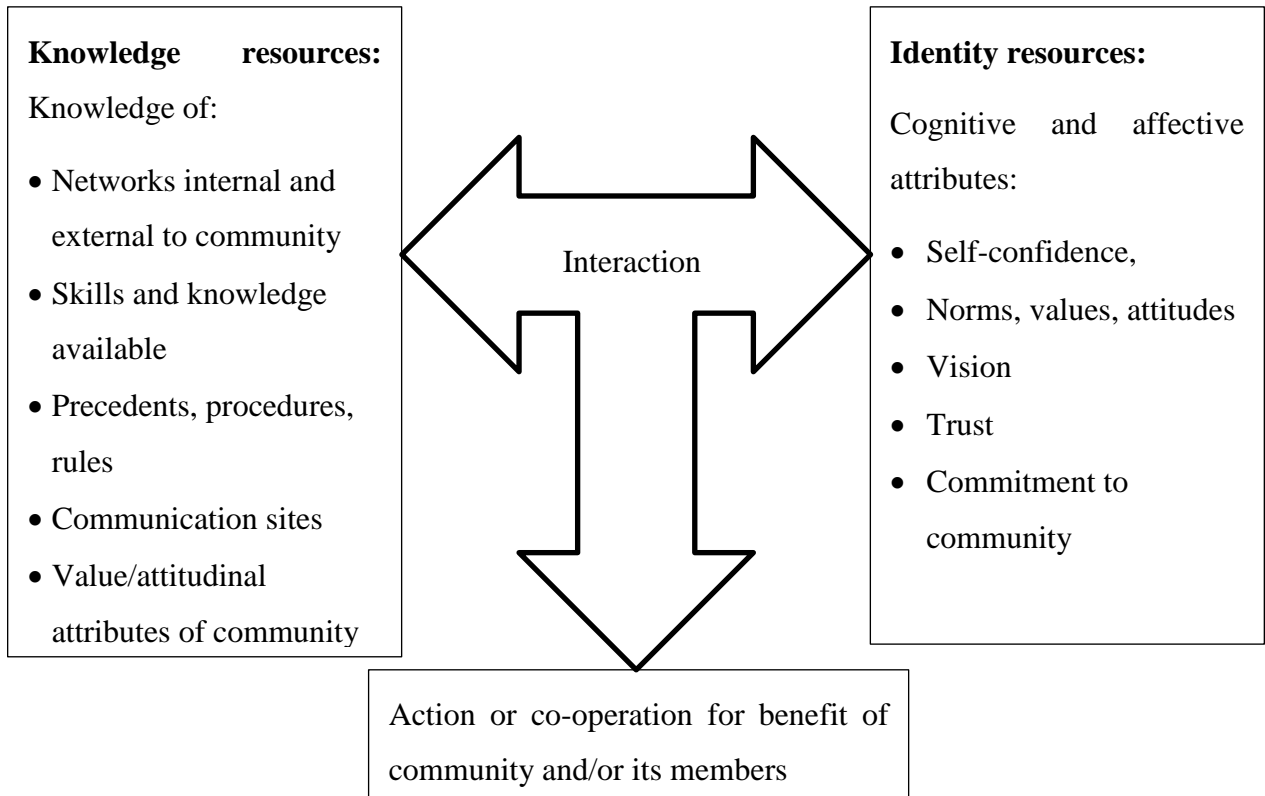 Knowledge resources:
Knowledge of:
• Networks internal and
external to community
• Skills and knowledge
available
• Precedents, procedures,
rules
• Communication sites
• Value/attitudinal
attributes of community
Interaction
Identity resources:
Cognitive and affective
attributes:
• Self-confidence,
• Norms, values, attitudes
• Vision
• Trust
• Commitment to
community
Action or co-operation for benefit of
community and/or its members